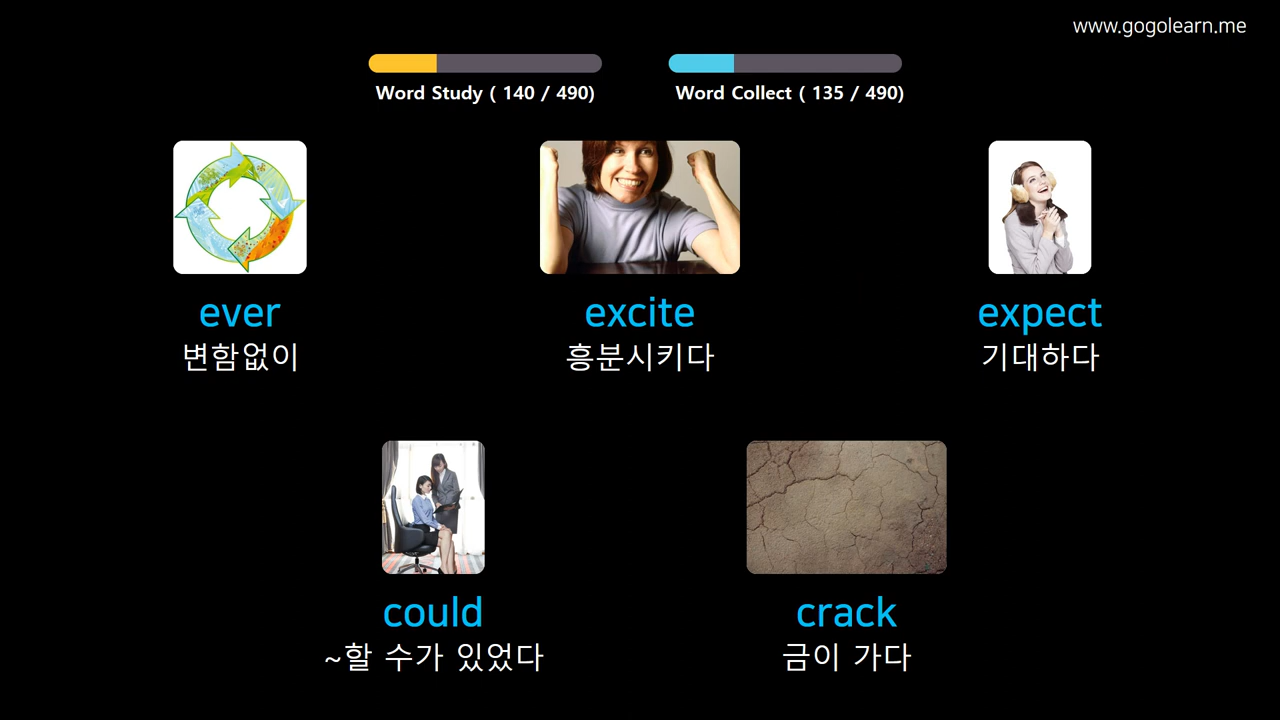 www.gogolearn.me
Word Study ( 140 / 490)
Word Collect ( 135 / 490)
ever
변함없이
excite
흥분시키다
expect
기대하다
could
~할 수가 있었다
crack
금이 가다